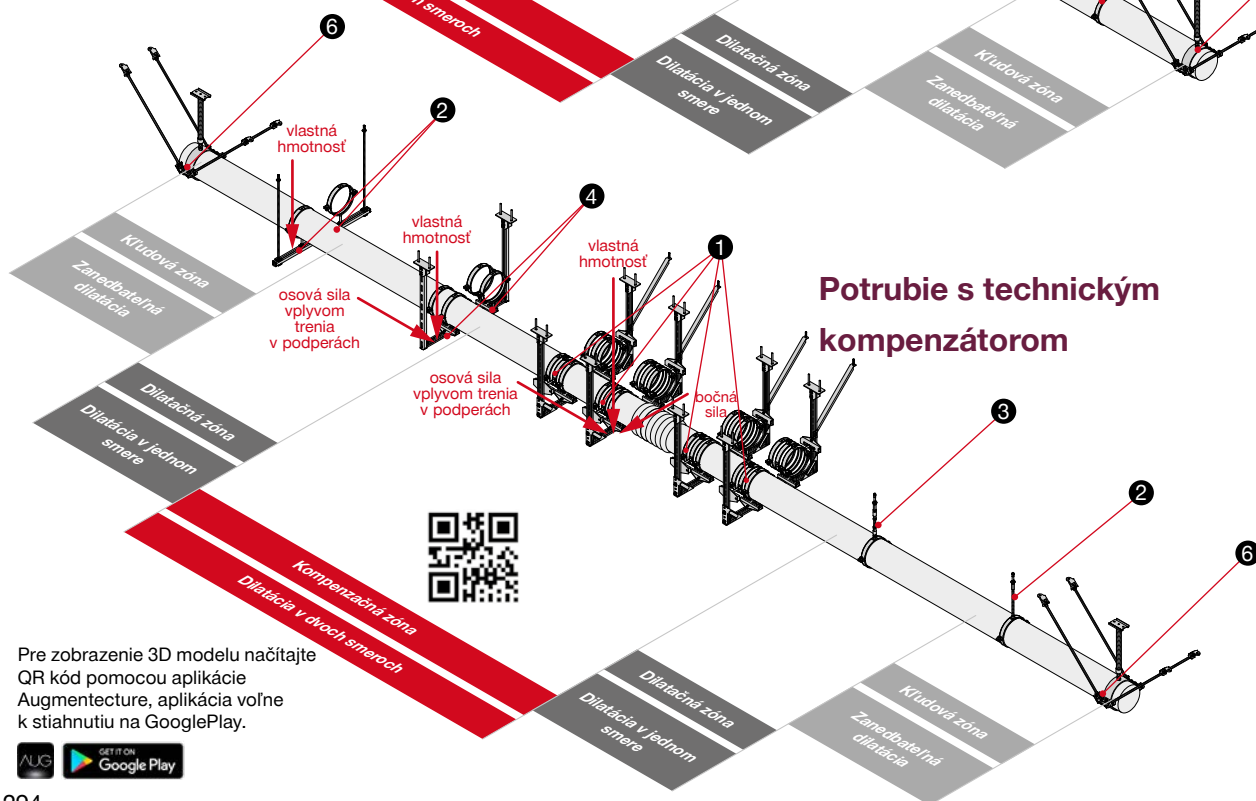 smeroch
Dilatačná zóna
Dilatácia v jednom
smere
Kľudová zóna
Zanedbateľná
dilatácia
6
2
vlastná
hmotnosť
4
vlastná
hmotnosť
1
vlastná
hmotnosť
Kľudová zóna
Zanedbateľná
dilatácia
osová sila
vplyvom
trenia
v podperách
Potrubie s technickým
kompenzátorom
osová sila
vplyvom trenia
v podperách
bočná
sila
3
Dilatačná zóna
Dilatácia v jednom
smere
2
6
Kompenzačná zóna
Dilatácia v dvoch smeroch
Pre zobrazenie 3D modelu načítajte
QR kód pomocou aplikácie
Augmentecture, aplikácia voľne
k stiahnutiu na GooglePlay.
Dilatačná zóna
Dilatácia v jednom
smere
Kľudová zóna
Zanedbateľná
dilatácia
AUG
GET IT ON
Google Play